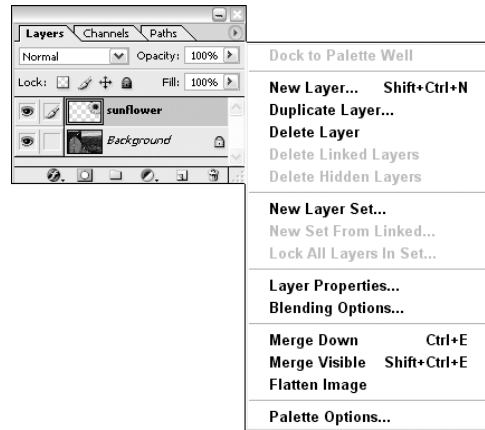 Layers Channels Paths
Normal Opacity: 100%
Lock: Fill: 100%
sunflower
Background
Dock to Palette Well
New Layer... Shift+Ctrl+N
Duplicate Layer...
Delete Layer
Delete Linked Layers
Delete Hidden Layers
New Layer Set...
New Set From Linked...
Lock All Layers In Set...
Layer Properties...
Blending Options...
Merge Down Ctrl+E
Merge Visible Shift+Ctrl+E
Flatten Image
Palette Options...